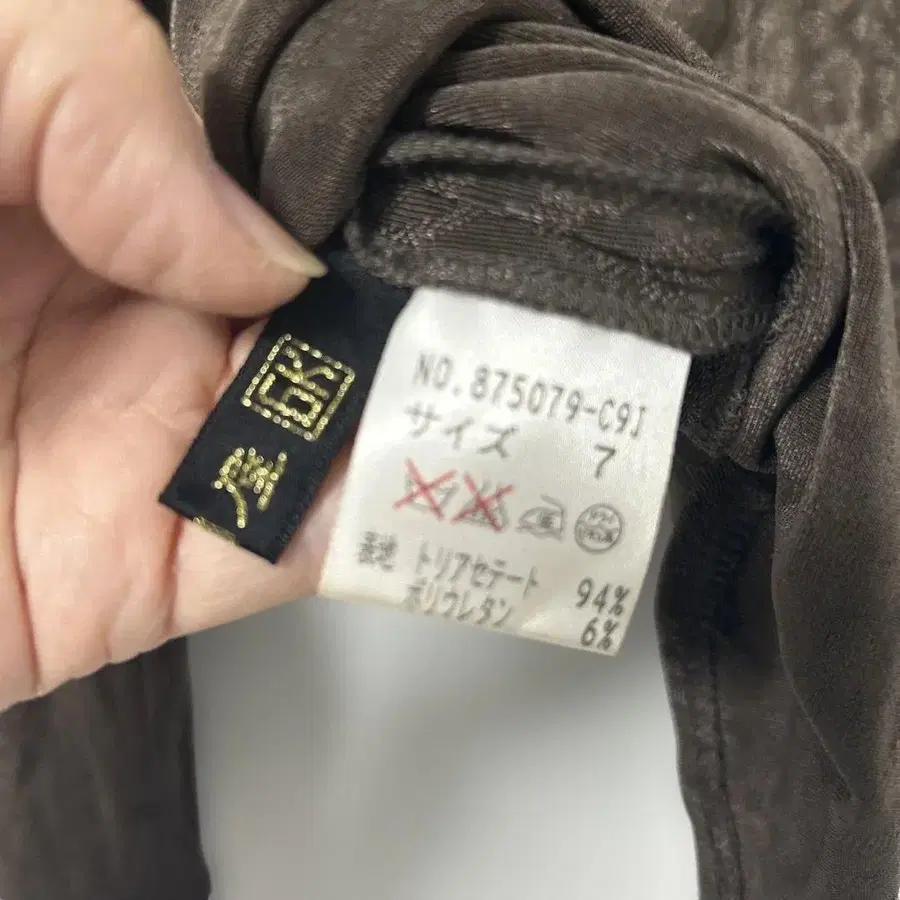 NO.875079-C9J
サイズ 7
表地 トリアセテート 94%
ポリウレタン 6%